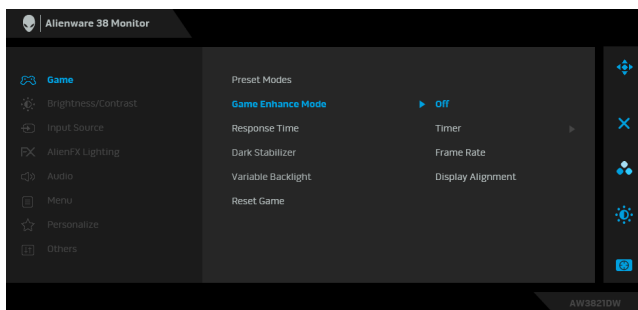 Alienware 38 Monitor
Game
Brightness/Contrast
Input Source
AlienFX Lighting
Audio
Menu
Personalize
Others
Preset Modes
Game Enhance Mode
Response Time
Dark Stabilizer
Variable Backlight
Reset Game
Off
Timer
Frame Rate
Display Alignment
AW3821DW